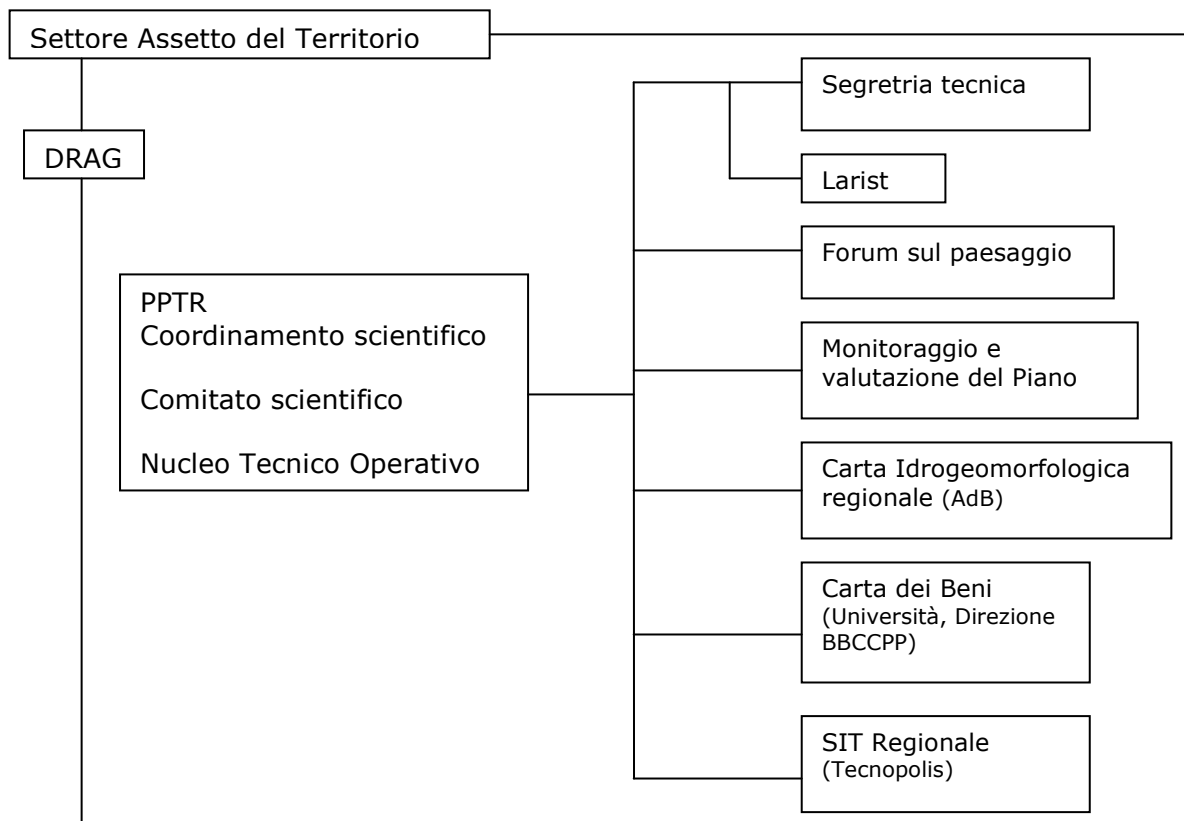 Settore Assetto del Territorio
DRAG
PPTR
Coordinamento scientifico
Comitato scientifico
Nucleo Tecnico Operativo
Segretria tecnica
Larist
Forum sul paesaggio
Monitoraggio e
valutazione del Piano
Carta Idrogeomorfologica
regionale (AdB)
Carta dei Beni
(Università, Direzione
BBCCPP)
SIT Regionale
(Tecnopolis)